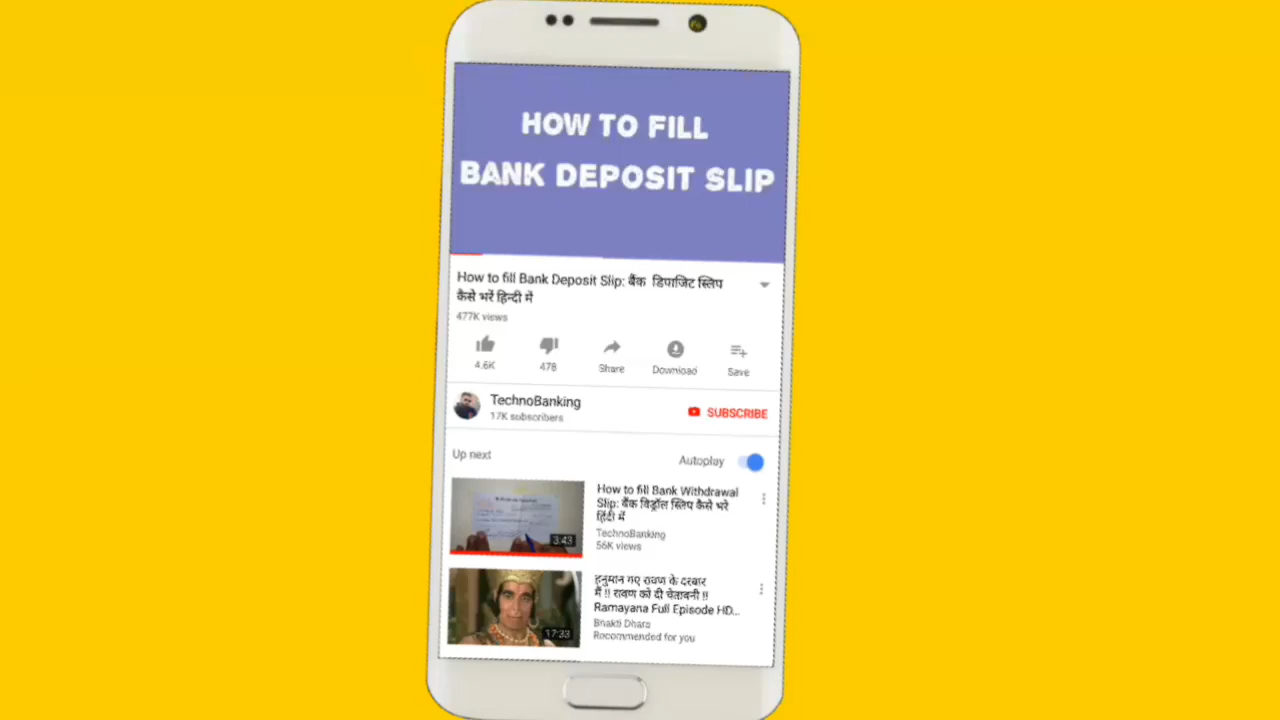 HOW TO FILL
BANK DEPOSIT SLIP
How to fill Bank Deposit Slip: बैंक डिपाजिट स्लिप
कैसे भरें हिन्दी में
477K views
4.6K
478
Share
Download
Save
TechnoBanking
17K subscribers
SUBSCRIBE
Up next
Autoplay
How to fill Bank Withdrawal
Slip: बैंक विड्रॉल स्लिप कैसे भरें
हिंदी में
TechnoBanking
56K views
3:43
हनुमान गए रावण के दरबार
में !! रावण को दी चेतावनी !!
Ramayana Full Episode HD...
Bhakti Dhara
Recommended for you
17:33